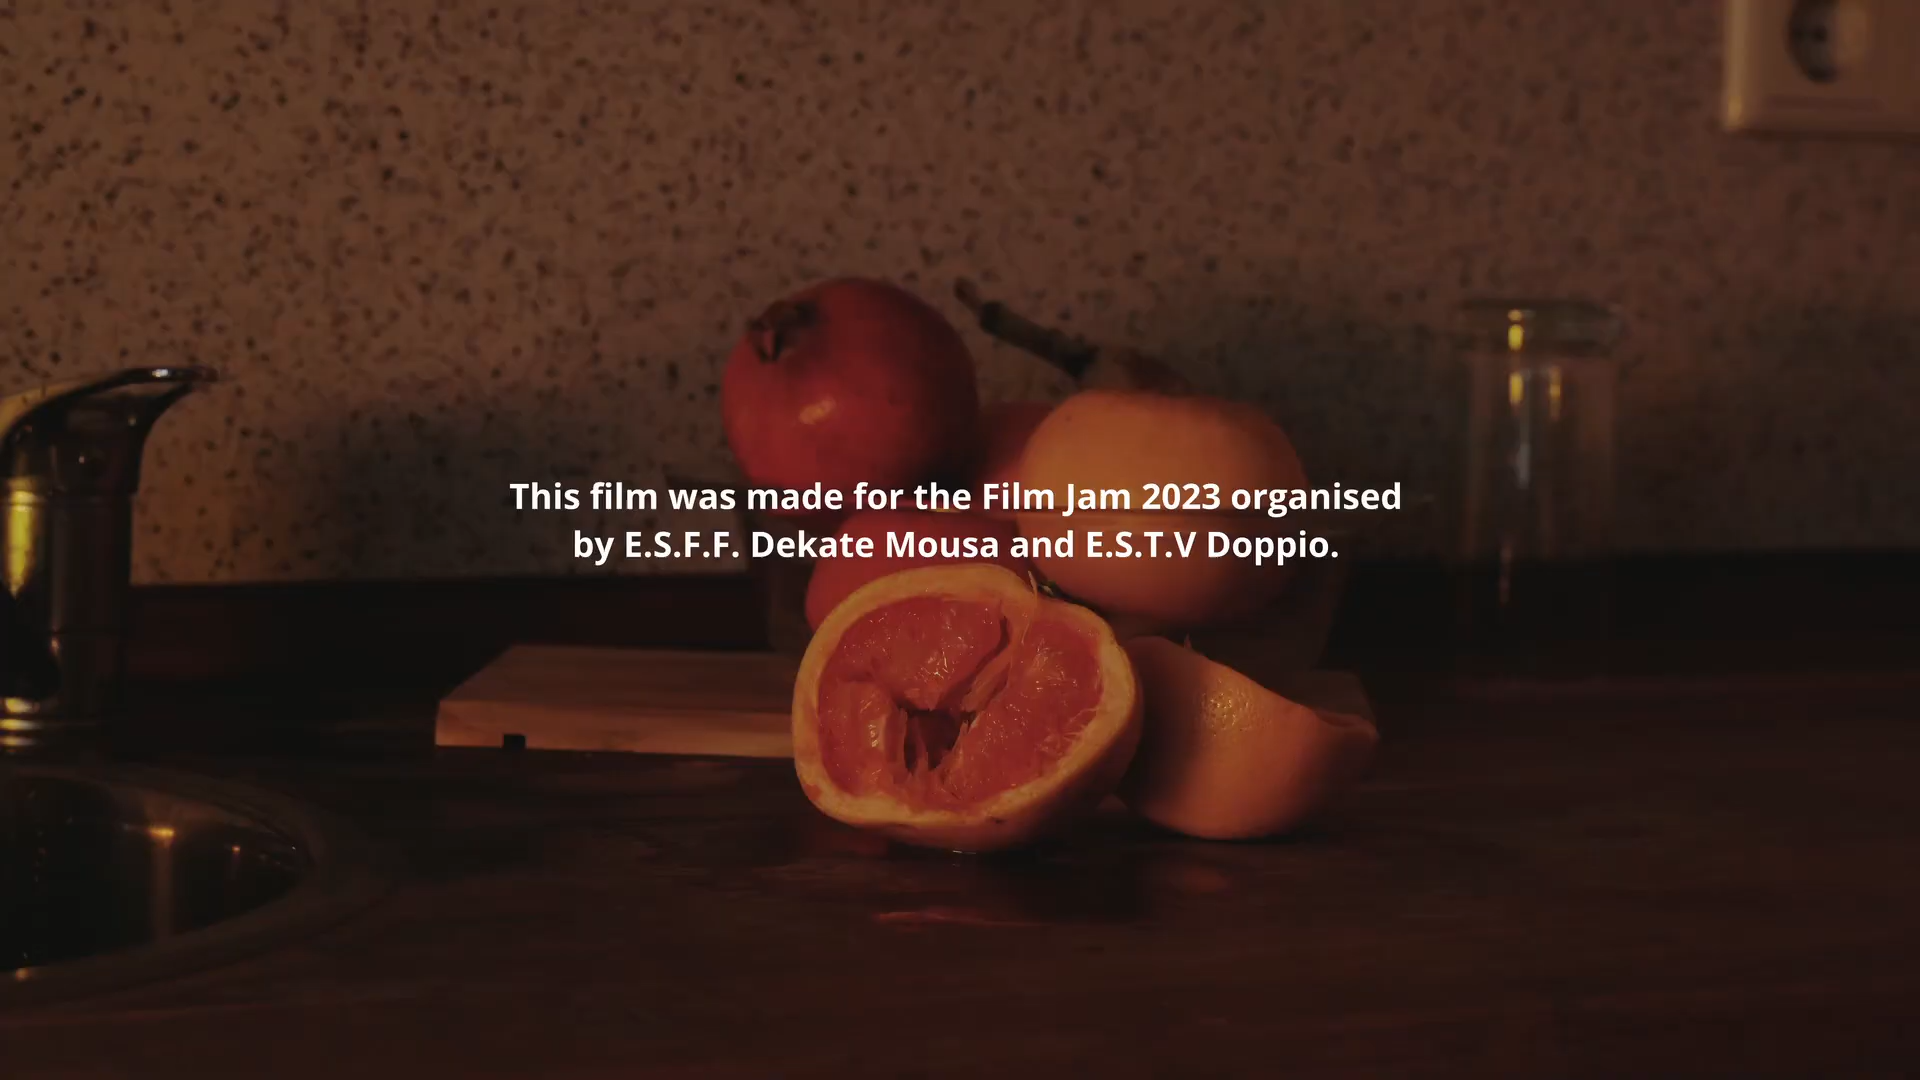 This film was made for the Film Jam 2023 organised
by E.S.F.F. Dekate Mousa and E.S.T.V Doppio.